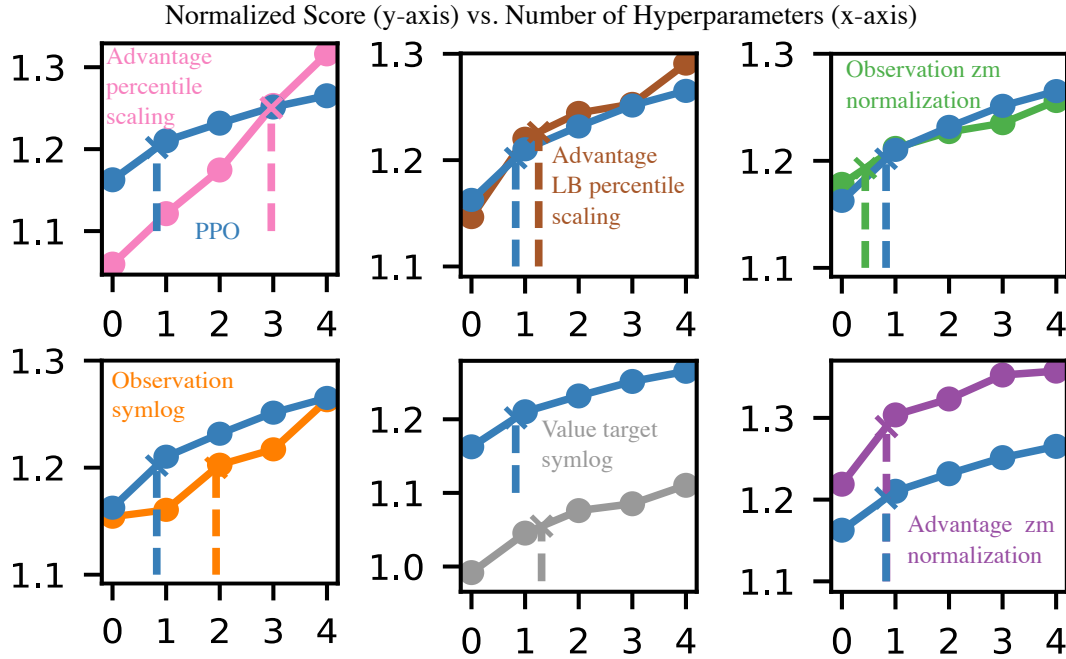 Normalized Score (y-axis) vs. Number of Hyperparameters (x-axis)
1.3
1.2
1.1
0 1 2 3 4
Advantage
percentile
scaling
PPO
1.3
1.2
1.1
0 1 2 3 4
Advantage
LB percentile
scaling
1.2
1.1
0 1 2 3 4
Observation zm
normalization
1.3
1.2
1.1
0 1 2 3 4
Observation
symlog
1.2
1.1
1.0
0 1 2 3 4
Value target
symlog
1.3
1.2
1.1
0 1 2 3 4
Advantage zm
normalization